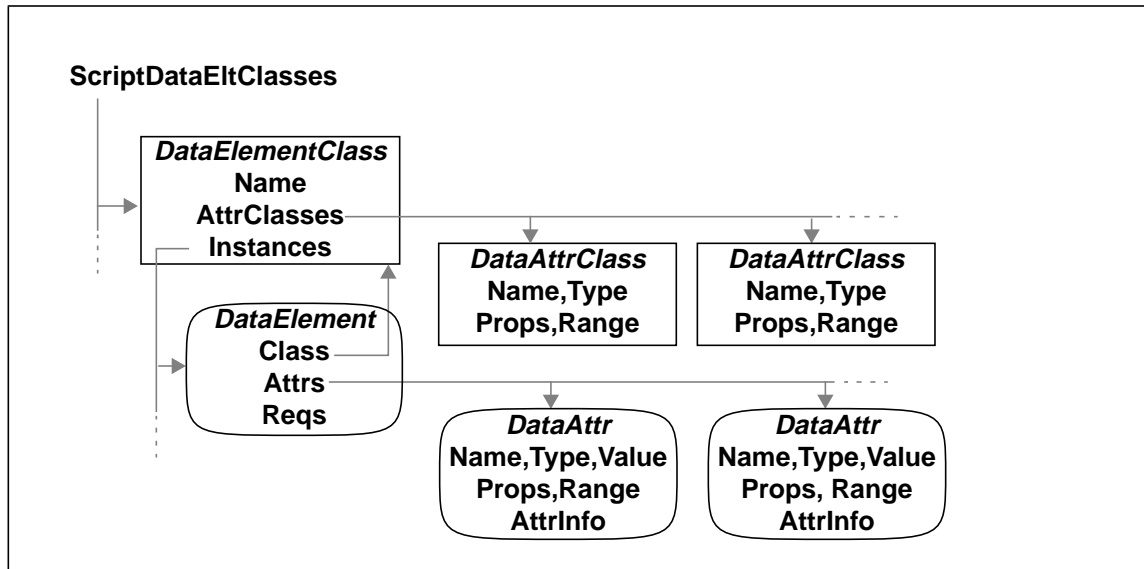 ScriptDataEltClasses
DataElementClass
Name
AttrClasses
Instances
DataAttrClass
Name,Type
Props,Range
DataAttrClass
Name,Type
Props,Range
DataElement
Class
Attrs
Reqs
DataAttr
Name,Type,Value
Props,Range
AttrInfo
DataAttr
Name,Type,Value
Props, Range
AttrInfo